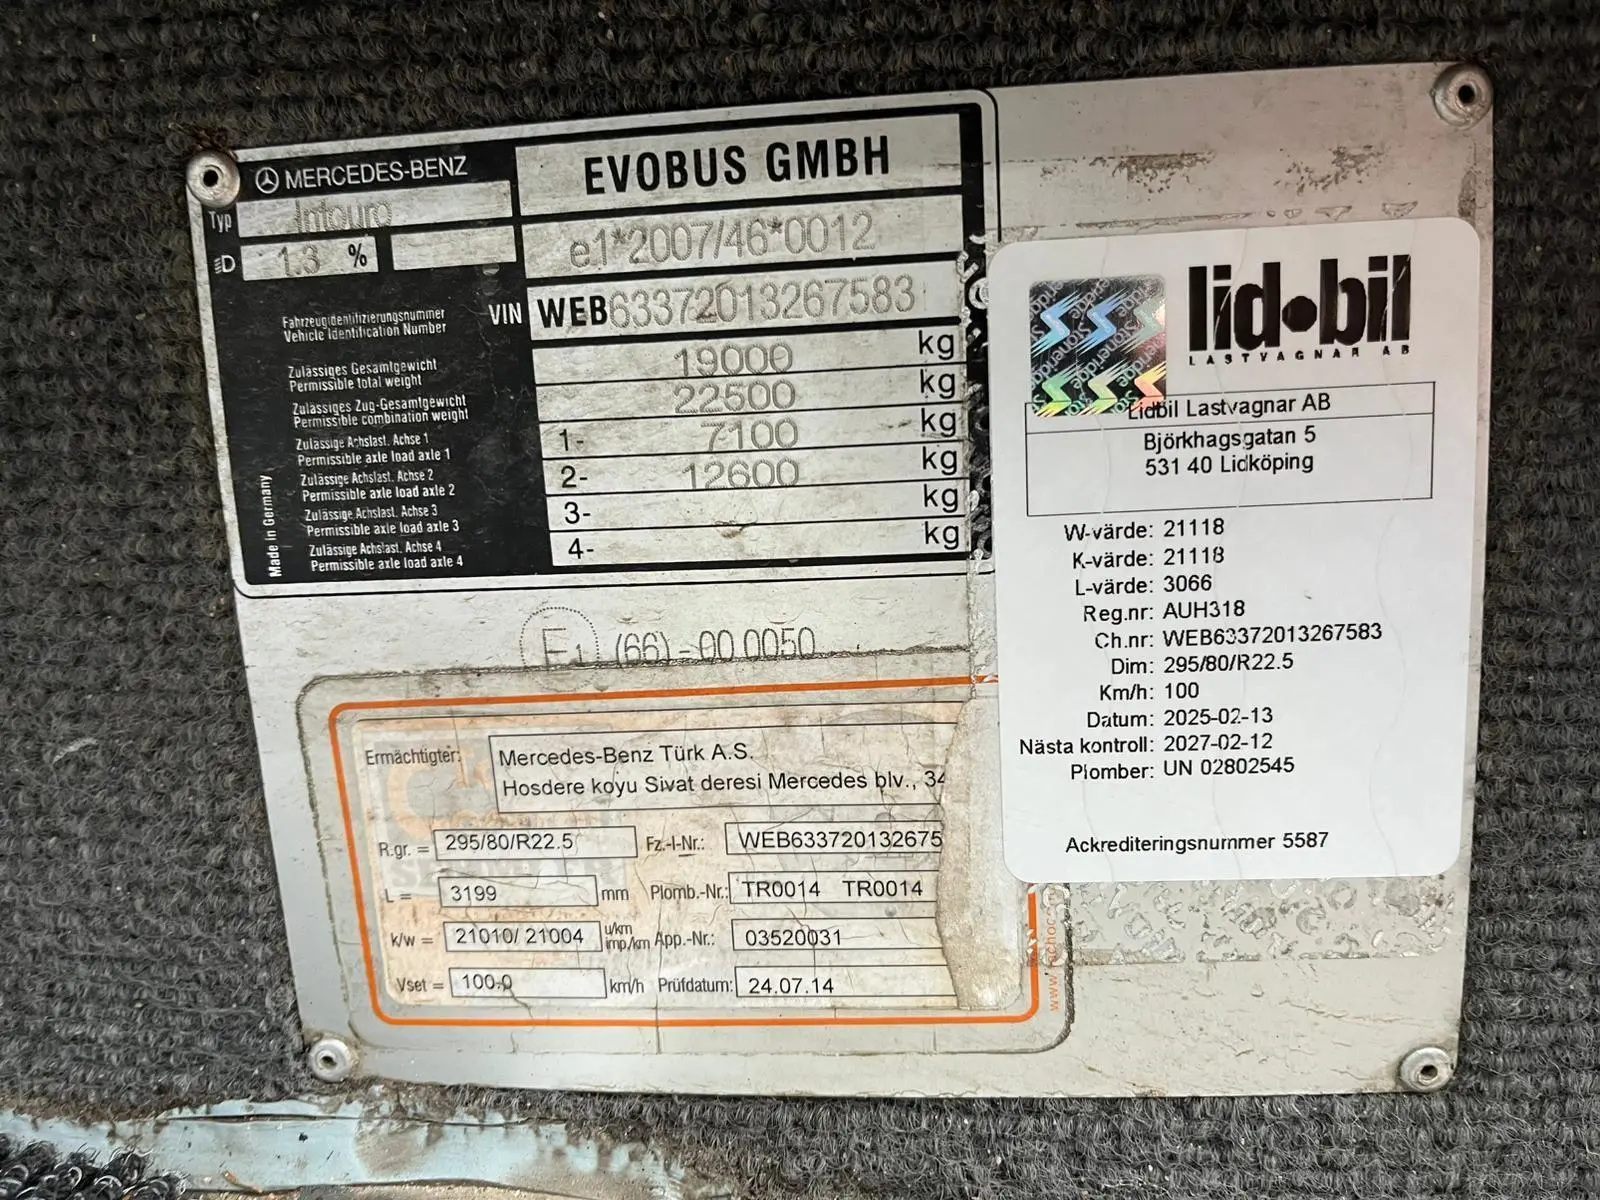 MERCEDES-BENZ
EVOBUS GMBH
Typ Intouro
e1*2007/46*0012
D 1.3 %
Fahrzeugidentifizierungsnummer
Vehicle Identification Number
VIN WEB63372013267583
Zulässiges Gesamtgewicht
Permissible total weight
19000 kg
Zulässiges Zug-Gesamtgewicht
Permissible combination weight
22500 kg
Zulässige Achslast. Achse 1
Permissible axle load axle 1
1- 7100 kg
Zulässige Achslast. Achse 2
Permissible axle load axle 2
2- 12600 kg
Zulässige Achslast. Achse 3
Permissible axle load axle 3
3- kg
Zulässige Achslast. Achse 4
Permissible axle load axle 4
4- kg
Made in Germany
E1 (66)-00.0050
Ermächtigter:
Mercedes-Benz Türk A.S.
Hosdere koyu Sivat deresi Mercedes blv., 34
R.gr. = 295/80/R22.5 Fz.-I-Nr.: WEB633720132675
L = 3199 mm Plomb.-Nr.: TR0014 TR0014
k/w = 21010/ 21004 u/km imp./km App.-Nr.: 03520031
Vset = 100.0 km/h Prüfdatum: 24.07.14
lid•bil
LASTVAGNAR AB
Stoneridge
Lidbil Lastvagnar AB
Björkhagsgatan 5
531 40 Lidköping
W-värde: 21118
K-värde: 21118
L-värde: 3066
Reg.nr: AUH318
Ch.nr: WEB63372013267583
Dim: 295/80/R22.5
Km/h: 100
Datum: 2025-02-13
Nästa kontroll: 2027-02-12
Plomber: UN 02802545
Ackrediteringsnummer 5587